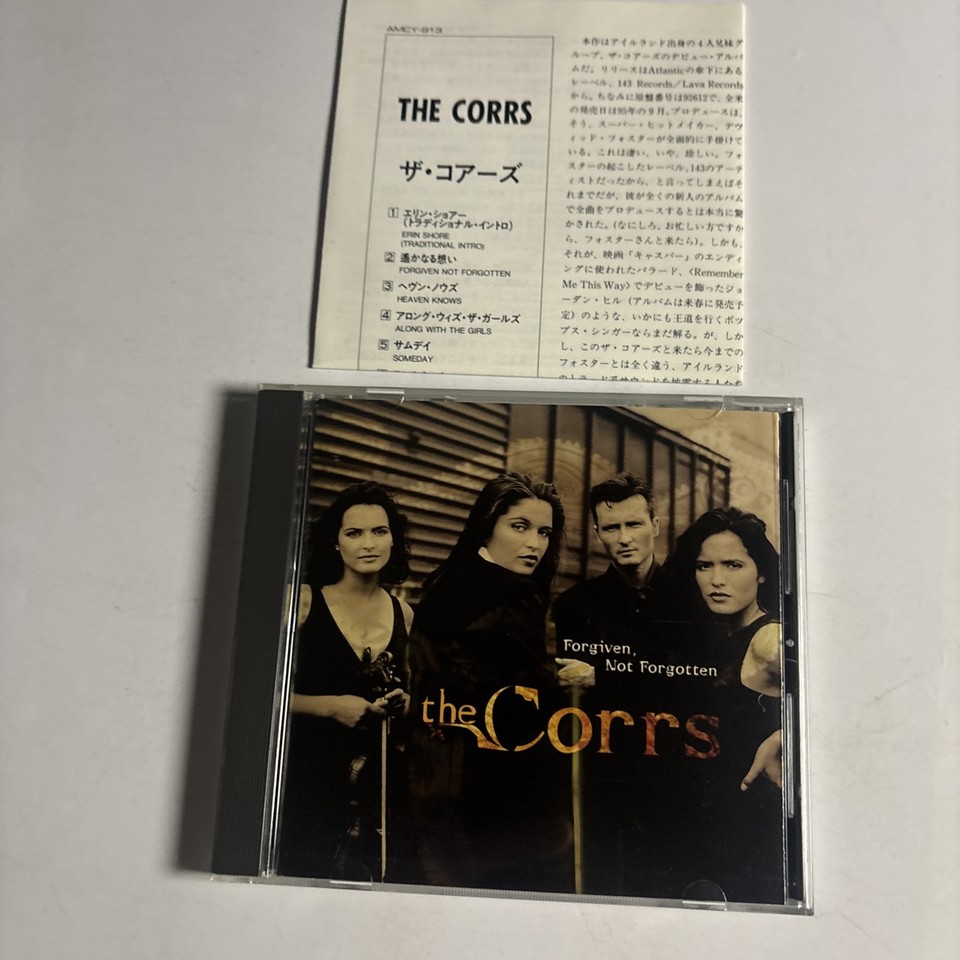 AMCY-913
THE CORRS
ザ・コアーズ
1 エリン・ショアー
(トラディショナル・イントロ)
ERIN SHORE
(TRADITIONAL INTRO)
2 遙かなる想い
FORGIVEN NOT FORGOTTEN
3 ヘヴン・ノウズ
HEAVEN KNOWS
4 アロング・ウィズ・ザ・ガールズ
ALONG WITH THE GIRLS
5 サムデイ
SOMEDAY
本作はアイルランド出身の4人兄妹グ
ループ、ザ・コアーズのデビュー・アルバ
ムだ。リリースはAtlanticの傘下にある
レーベル、143 Records/Lava Records
から。ちなみに原盤番号は92612で、全米
の発売日は95年の9月。プロデュースは、
そう、スーパー・ヒットメイカー、デヴ
ィッド・フォスターが全面的に手掛けて
いる。これは凄い、いや、珍しい。フォ
スターの起こしたレーベル、143のアーテ
ィストだったから、と言ってしまえばそ
れまでだが、彼が全くの新人のアルバム
で全曲をプロデュースするとは本当に驚
かされた。(なにしろ、お忙しい方ですか
ら、フォスターさんと来たら)。しかも、
それが、映画「キャスパー」のエンディ
ングに使われたバラード、〈Remember
Me This Way〉でデビューを飾ったジョ
ーダン・ヒル(アルバムは来春に発売予
定)のような、いかにも王道を行くポッ
プス・シンガーならまだ解る。が、しか
し、このザ・コアーズと来たら今までの
フォスターとは全く違う、アイルランド
Forgiven,
Not Forgotten
the Corrs